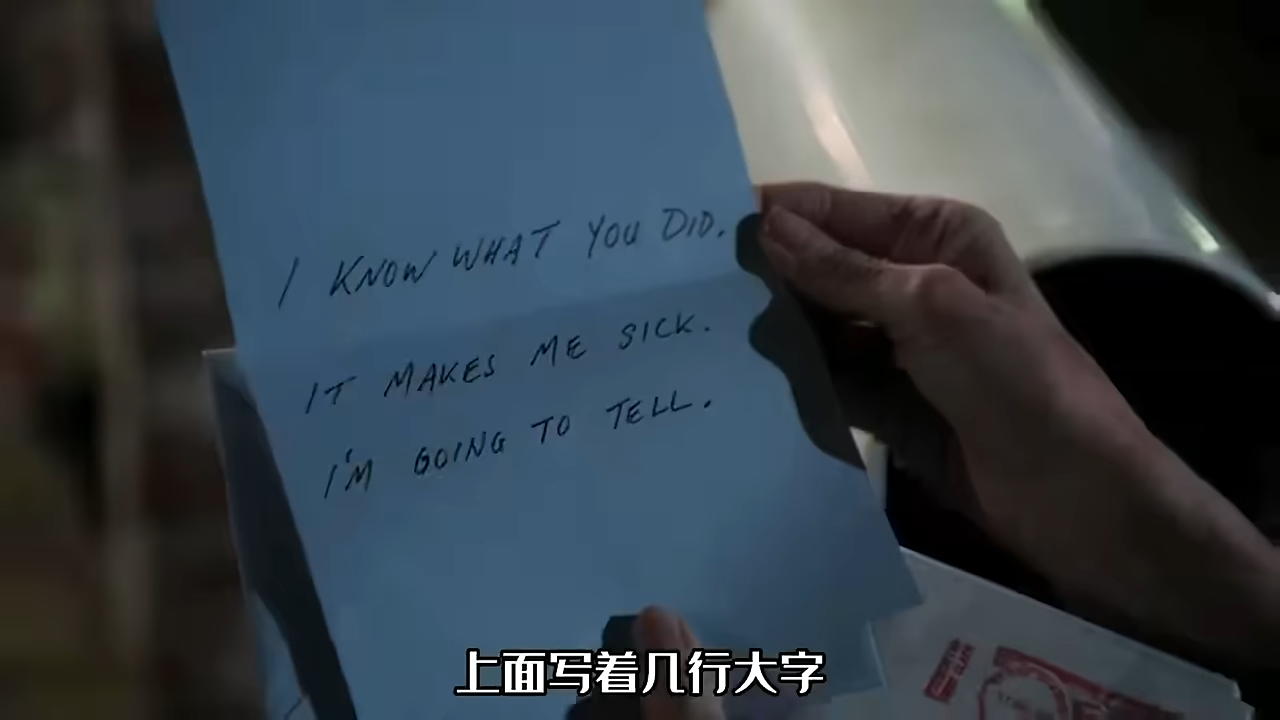 I KNOW WHAT YOU DID.
IT MAKES ME SICK.
I'M GOING TO TELL.
上面写着几行大字